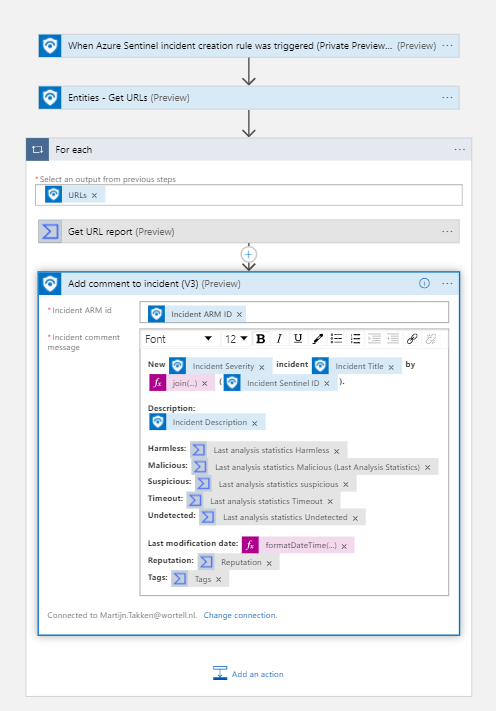 When Azure Sentinel incident creation rule was triggered (Private Preview... (Preview) ...
Entities - Get URLs (Preview) ...
For each ...
* Select an output from previous steps
URLs ×
Get URL report (Preview) ...
Add comment to incident (V3) (Preview) ...
* Incident ARM id
Incident ARM ID ×
* Incident comment message
Font 12 B I U
New Incident Severity × incident Incident Title × by
fx join(...) × ( Incident Sentinel ID × ).
Description:
Incident Description ×
Harmless: Last analysis statistics Harmless ×
Malicious: Last analysis statistics Malicious (Last Analysis Statistics) ×
Suspicious: Last analysis statistics suspicious ×
Timeout: Last analysis statistics Timeout ×
Undetected: Last analysis statistics Undetected ×
Last modification date: fx formatDateTime(...) ×
Reputation: Reputation ×
Tags: Tags ×
Connected to Martijn.Takken@wortell.nl. Change connection.
Add an action